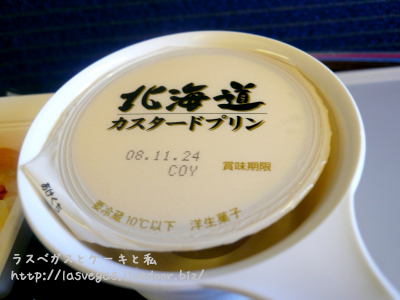 北海道
カスタードプリン
08.11.24
COY
賞味期限
あけくち
要冷蔵10℃以下 洋生菓子
ラスベガスとケーキと私